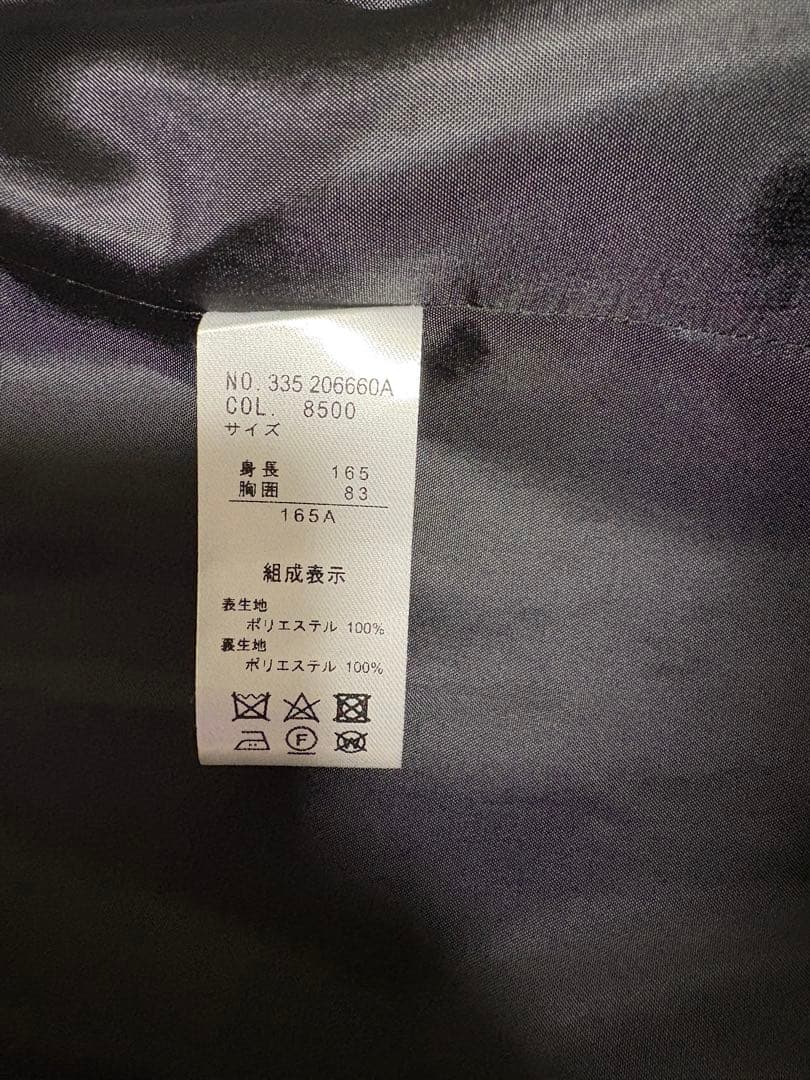 NO. 335 206660A
COL. 8500
サイズ
身長 165
胸囲 83
165A
組成表示
表生地
ポリエステル 100%
裏生地
ポリエステル 100%
F W